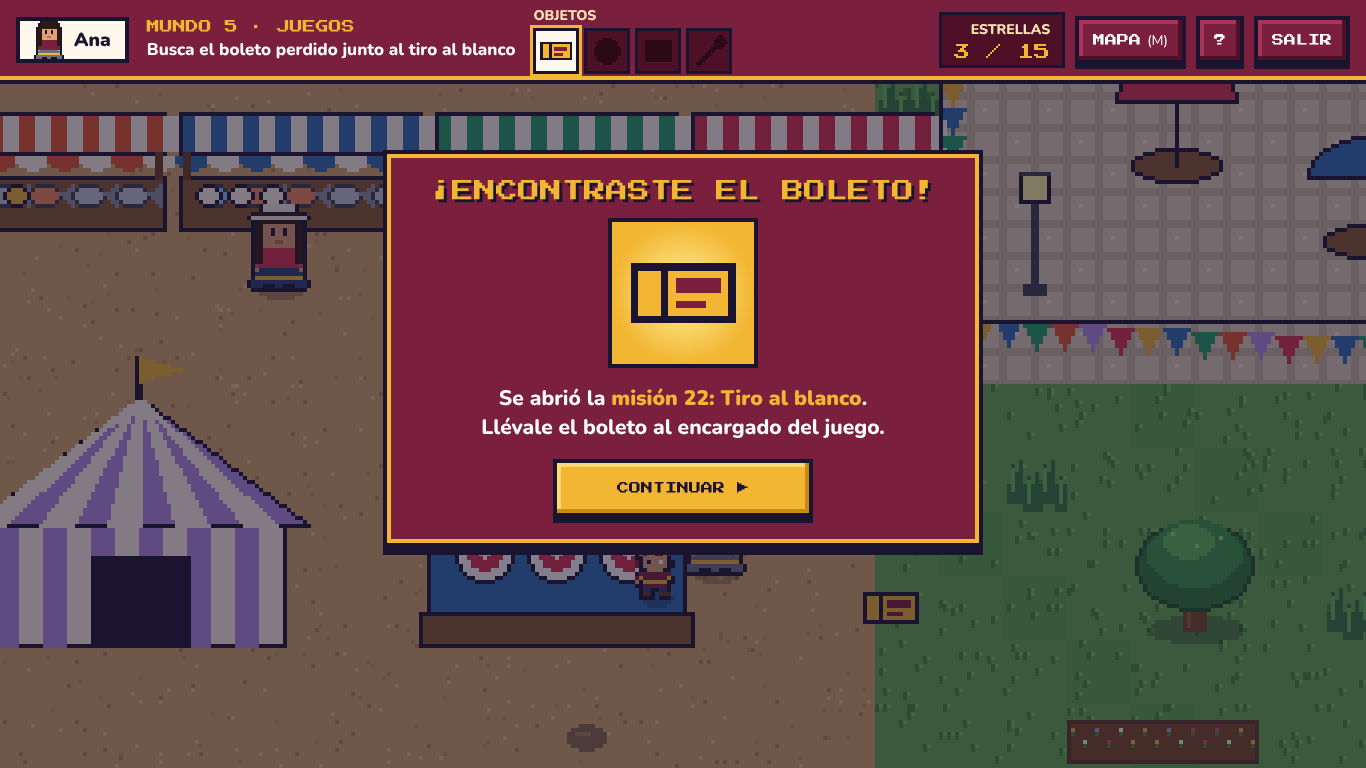 Ana
MUNDO 5 · JUEGOS
Busca el boleto perdido junto al tiro al blanco
OBJETOS
ESTRELLAS
3 / 15
MAPA (M)
?
SALIR
¡ENCONTRASTE EL BOLETO!
Se abrió la misión 22: Tiro al blanco.
Llévale el boleto al encargado del juego.
CONTINUAR ►